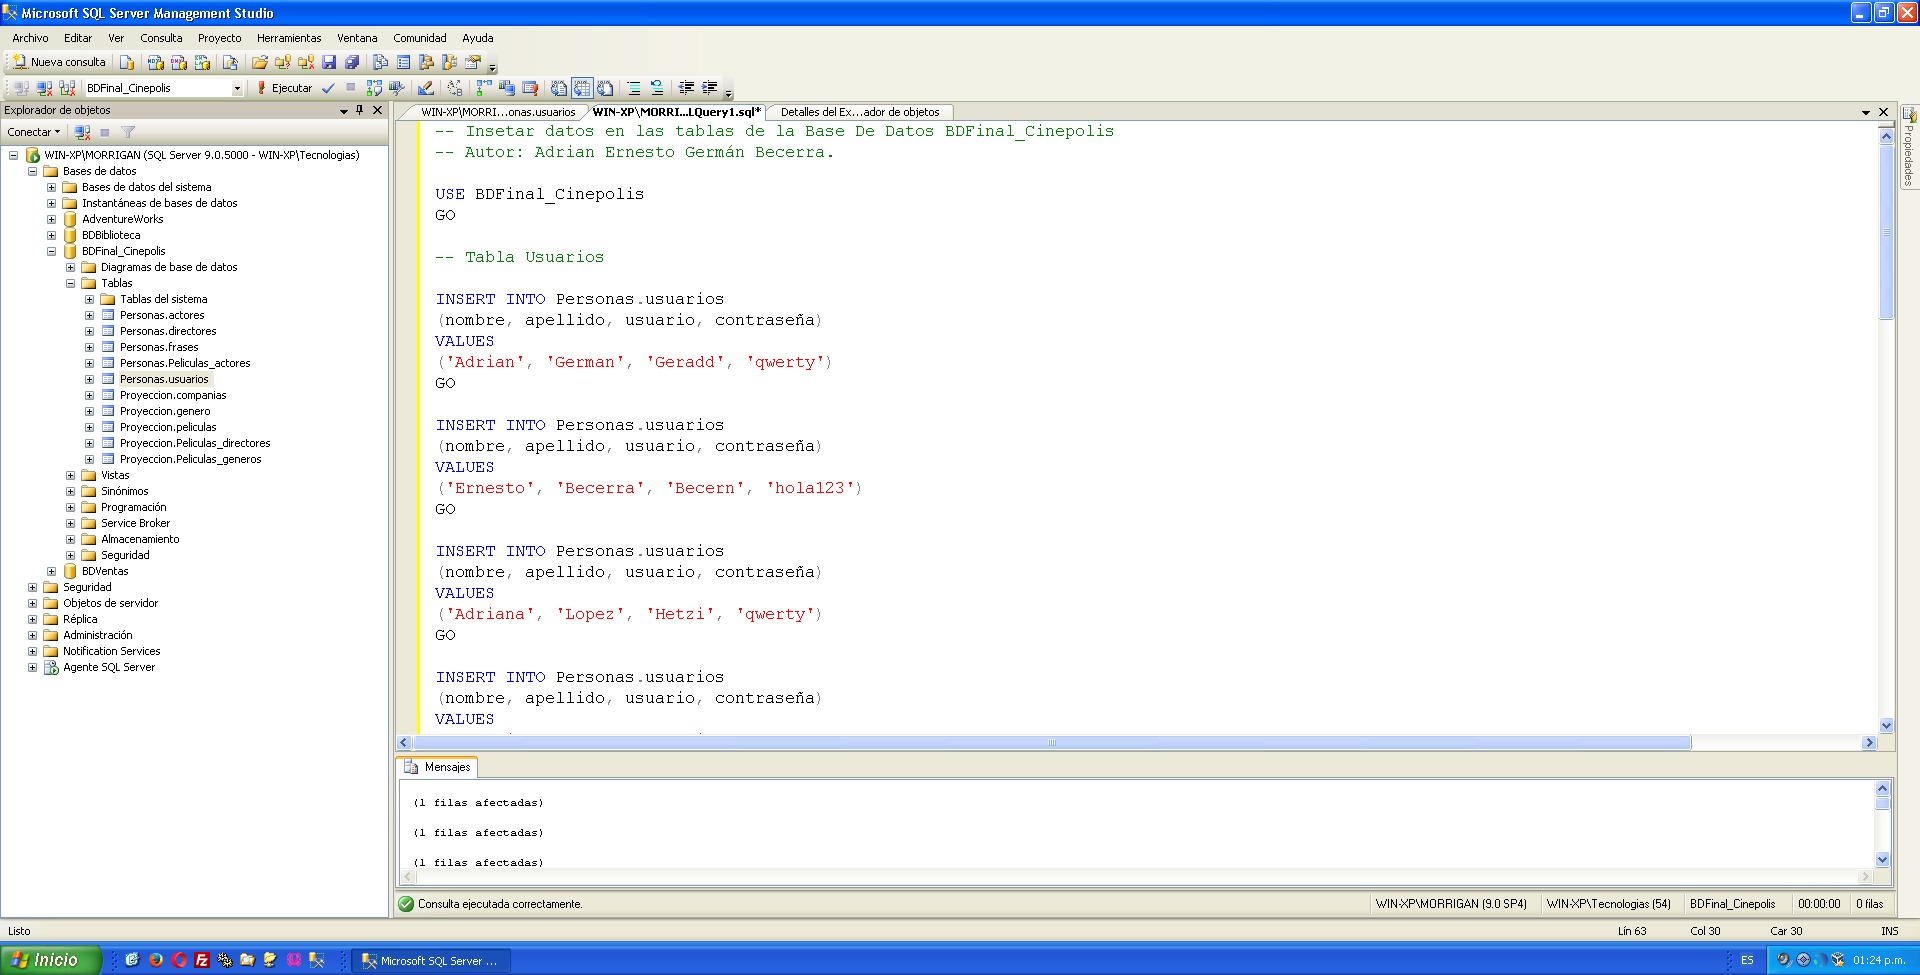 Microsoft SQL Server Management Studio
Archivo Editar Ver Consulta Proyecto Herramientas Ventana Comunidad Ayuda
Nueva consulta
BDFinal_Cinepolis Ejecutar
Explorador de objetos
Conectar
WIN-XP\MORRIGAN (SQL Server 9.0.5000 - WIN-XP\Tecnologias)
Bases de datos
Bases de datos del sistema
Instantáneas de bases de datos
AdventureWorks
BDBiblioteca
BDFinal_Cinepolis
Diagramas de base de datos
Tablas
Tablas del sistema
Personas.actores
Personas.directores
Personas.frases
Personas.Peliculas_actores
Personas.usuarios
Proyeccion.companias
Proyeccion.genero
Proyeccion.peliculas
Proyeccion.Peliculas_directores
Proyeccion.Peliculas_generos
Vistas
Sinónimos
Programación
Service Broker
Almacenamiento
Seguridad
BDVentas
Seguridad
Objetos de servidor
Réplica
Administración
Notification Services
Agente SQL Server
WIN-XP\MORRI...onas.usuarios WIN-XP\MORRI...LQuery1.sql* Detalles del Ex...ador de objetos
-- Insetar datos en las tablas de la Base De Datos BDFinal_Cinepolis
-- Autor: Adrian Ernesto Germán Becerra.
USE BDFinal_Cinepolis
GO
-- Tabla Usuarios
INSERT INTO Personas.usuarios
(nombre, apellido, usuario, contraseña)
VALUES
('Adrian', 'German', 'Geradd', 'qwerty')
GO
INSERT INTO Personas.usuarios
(nombre, apellido, usuario, contraseña)
VALUES
('Ernesto', 'Becerra', 'Becern', 'hola123')
GO
INSERT INTO Personas.usuarios
(nombre, apellido, usuario, contraseña)
VALUES
('Adriana', 'Lopez', 'Hetzi', 'qwerty')
GO
INSERT INTO Personas.usuarios
(nombre, apellido, usuario, contraseña)
VALUES
Propiedades
Mensajes
(1 filas afectadas)
(1 filas afectadas)
(1 filas afectadas)
Consulta ejecutada correctamente. WIN-XP\MORRIGAN (9.0 SP4) WIN-XP\Tecnologias (54) BDFinal_Cinepolis 00:00:00 0 filas
Listo Lín 63 Col 30 Car 30 INS
Inicio Microsoft SQL Server ... ES 01:24 p.m.